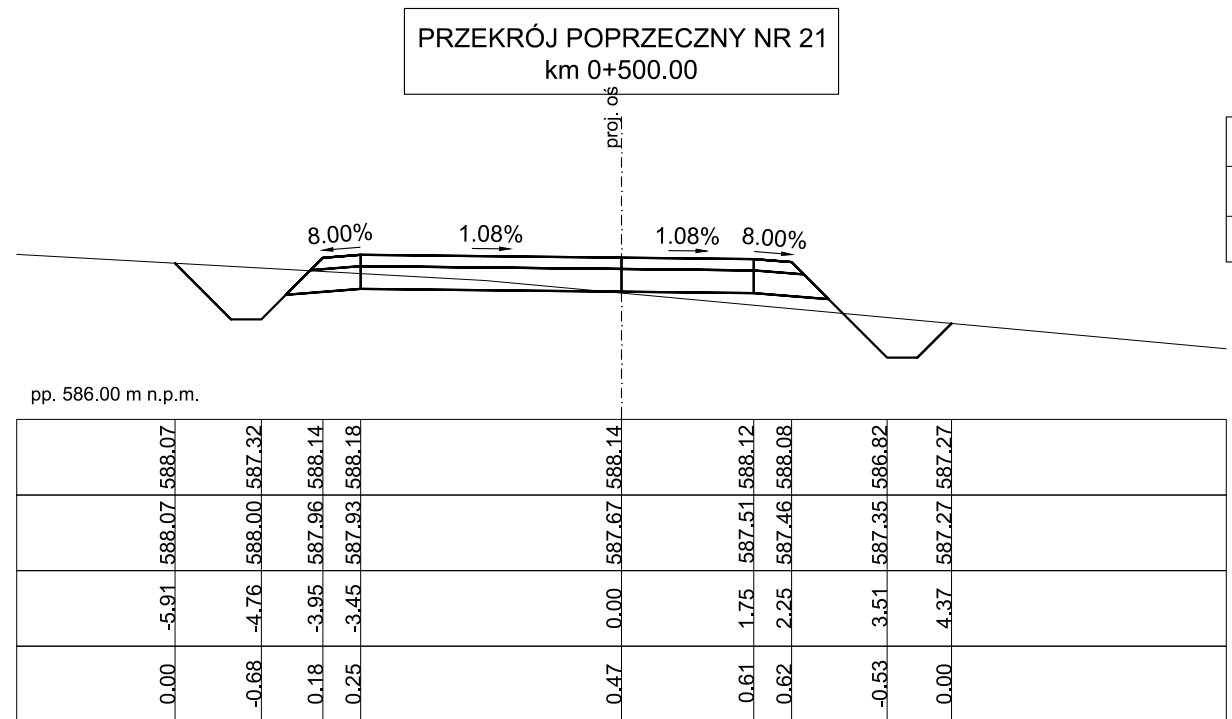 PRZEKRÓJ POPRZECZNY NR 21
km 0+500.00
proj. oś
8.00% 1.08% 1.08% 8.00%
pp. 586.00 m n.p.m.
588.07 587.32 588.14 588.18 588.14 588.12 588.08 586.82 587.27
588.07 588.00 587.96 587.93 587.67 587.51 587.46 587.35 587.27
-5.91 -4.76 -3.95 -3.45 0.00 1.75 2.25 3.51 4.37
0.00 -0.68 0.18 0.25 0.47 0.61 0.62 -0.53 0.00